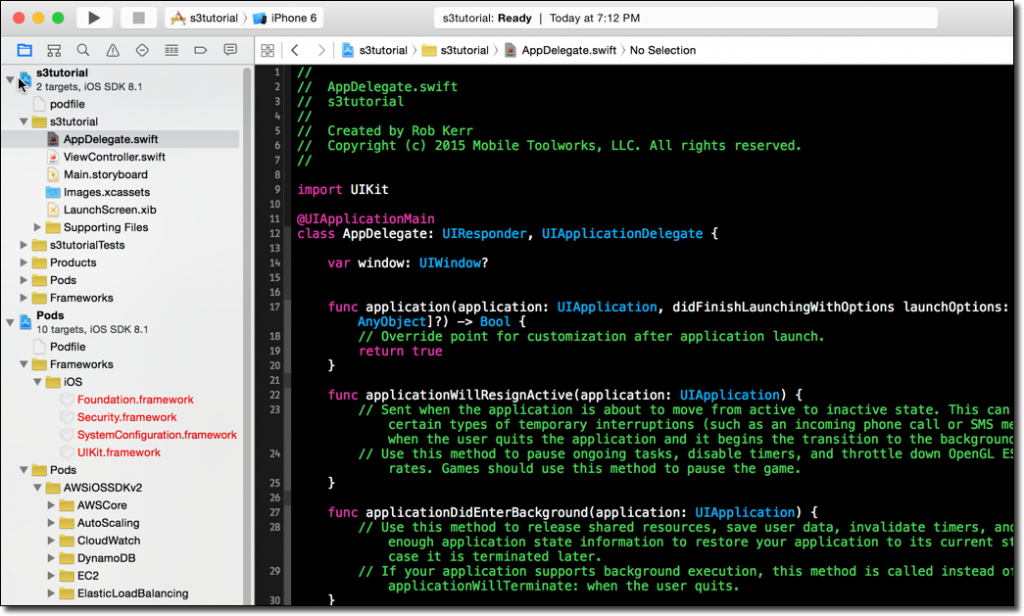 s3tutorial › iPhone 6
s3tutorial: Ready | Today at 7:12 PM
s3tutorial › s3tutorial › AppDelegate.swift › No Selection
s3tutorial
2 targets, iOS SDK 8.1
podfile
s3tutorial
AppDelegate.swift
ViewController.swift
Main.storyboard
Images.xcassets
LaunchScreen.xib
Supporting Files
s3tutorialTests
Products
Pods
Frameworks
Pods
10 targets, iOS SDK 8.1
Podfile
Frameworks
iOS
Foundation.framework
Security.framework
SystemConfiguration.framework
UIKit.framework
Pods
AWSiOSSDKv2
AWSCore
AutoScaling
CloudWatch
DynamoDB
EC2
ElasticLoadBalancing
1 //
2 // AppDelegate.swift
3 // s3tutorial
4 //
5 // Created by Rob Kerr
6 // Copyright (c) 2015 Mobile Toolworks, LLC. All rights reserved.
7 //
8
9 import UIKit
10
11 @UIApplicationMain
12 class AppDelegate: UIResponder, UIApplicationDelegate {
13
14 var window: UIWindow?
15
16
17 func application(application: UIApplication, didFinishLaunchingWithOptions launchOptions:
AnyObject]?) -> Bool {
18 // Override point for customization after application launch.
19 return true
20 }
21
22 func applicationWillResignActive(application: UIApplication) {
23 // Sent when the application is about to move from active to inactive state. This can
certain types of temporary interruptions (such as an incoming phone call or SMS me
when the user quits the application and it begins the transition to the background
24 // Use this method to pause ongoing tasks, disable timers, and throttle down OpenGL ES
rates. Games should use this method to pause the game.
25 }
26
27 func applicationDidEnterBackground(application: UIApplication) {
28 // Use this method to release shared resources, save user data, invalidate timers, and
enough application state information to restore your application to its current st
case it is terminated later.
29 // If your application supports background execution, this method is called instead of
applicationWillTerminate: when the user quits.
30 }